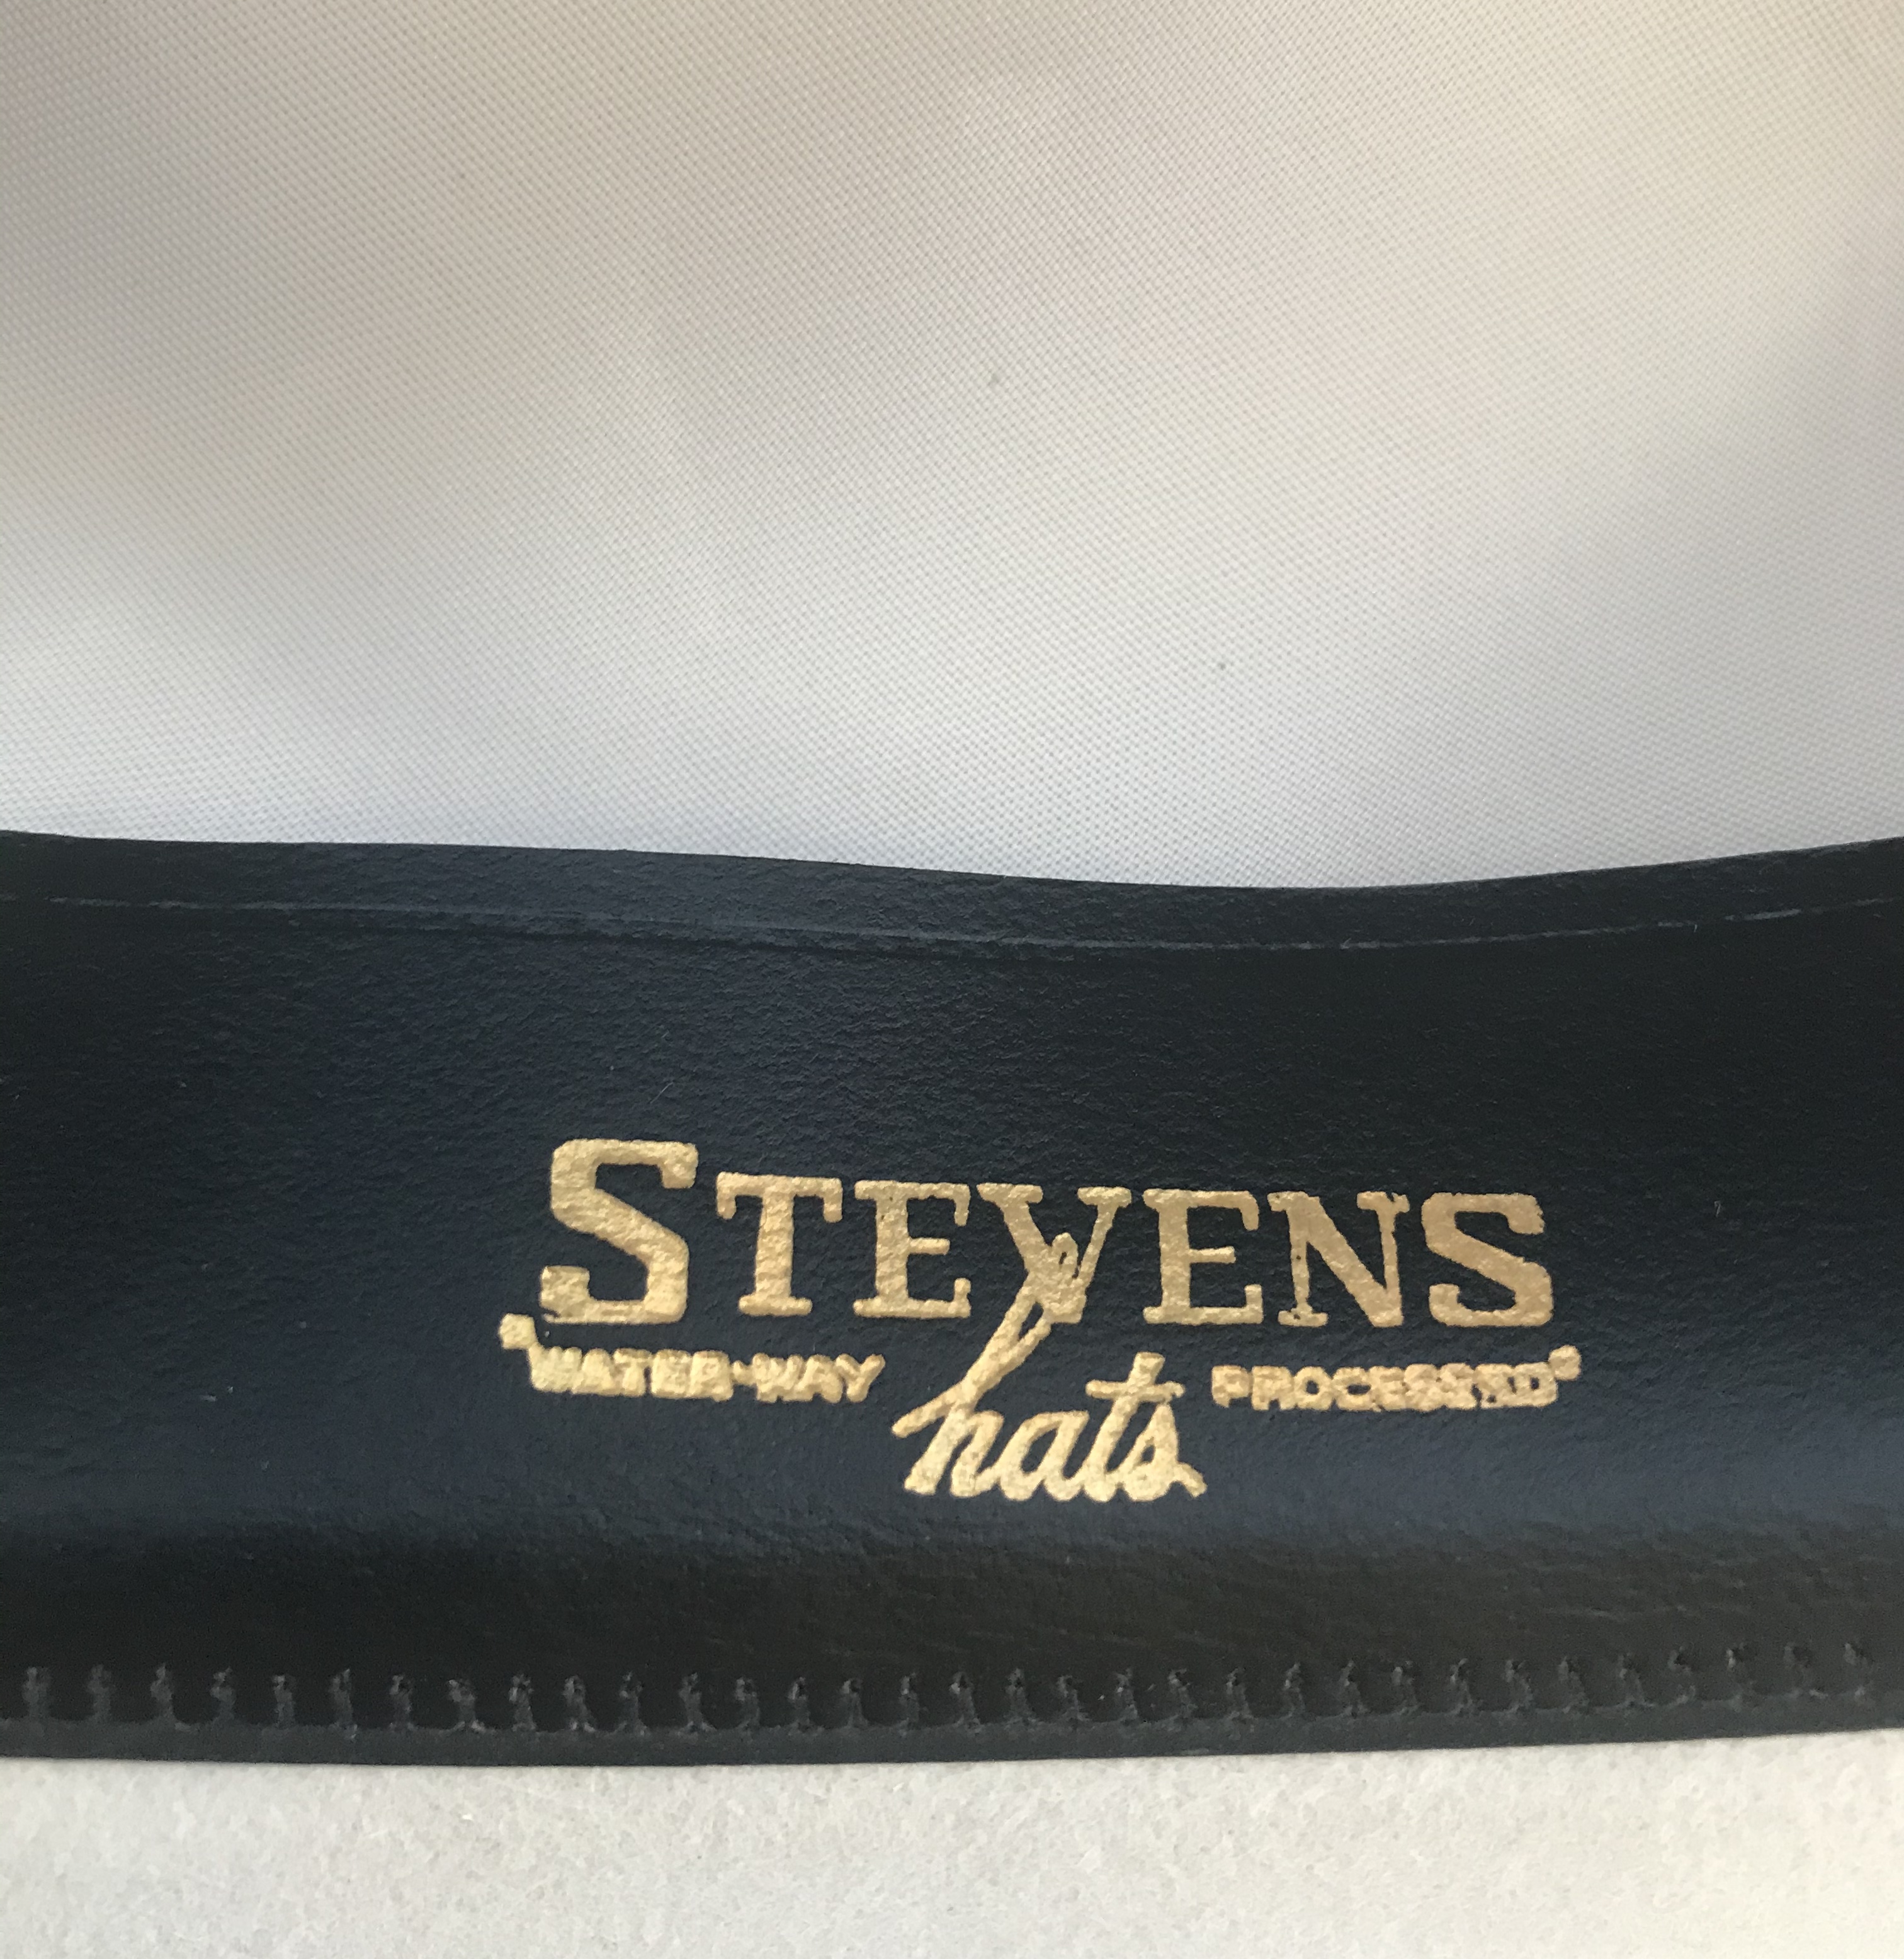 STEVENS
"WATER-WAY PROCESSED"
hats